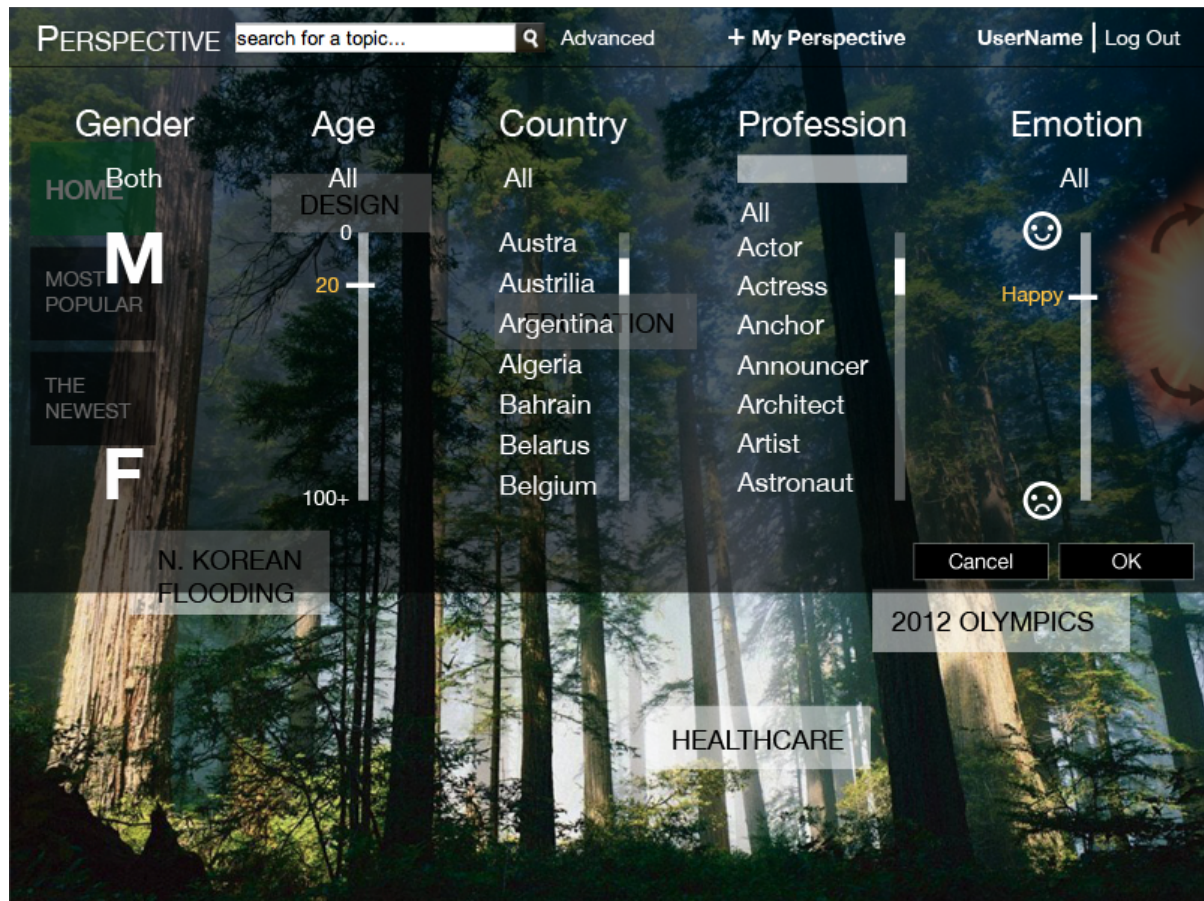 PERSPECTIVE search for a topic... Advanced + My Perspective UserName | Log Out
Gender Age Country Profession Emotion
Both All All All
HOME
DESIGN
All
0
M
Austra
Actor
MOST
POPULAR
20
Austrilia
Actress
Happy
Argentina
EDUCATION
Anchor
Algeria
Announcer
THE
NEWEST
Bahrain
Architect
F
Belarus
Artist
100+
Belgium
Astronaut
N. KOREAN
FLOODING
Cancel OK
2012 OLYMPICS
HEALTHCARE